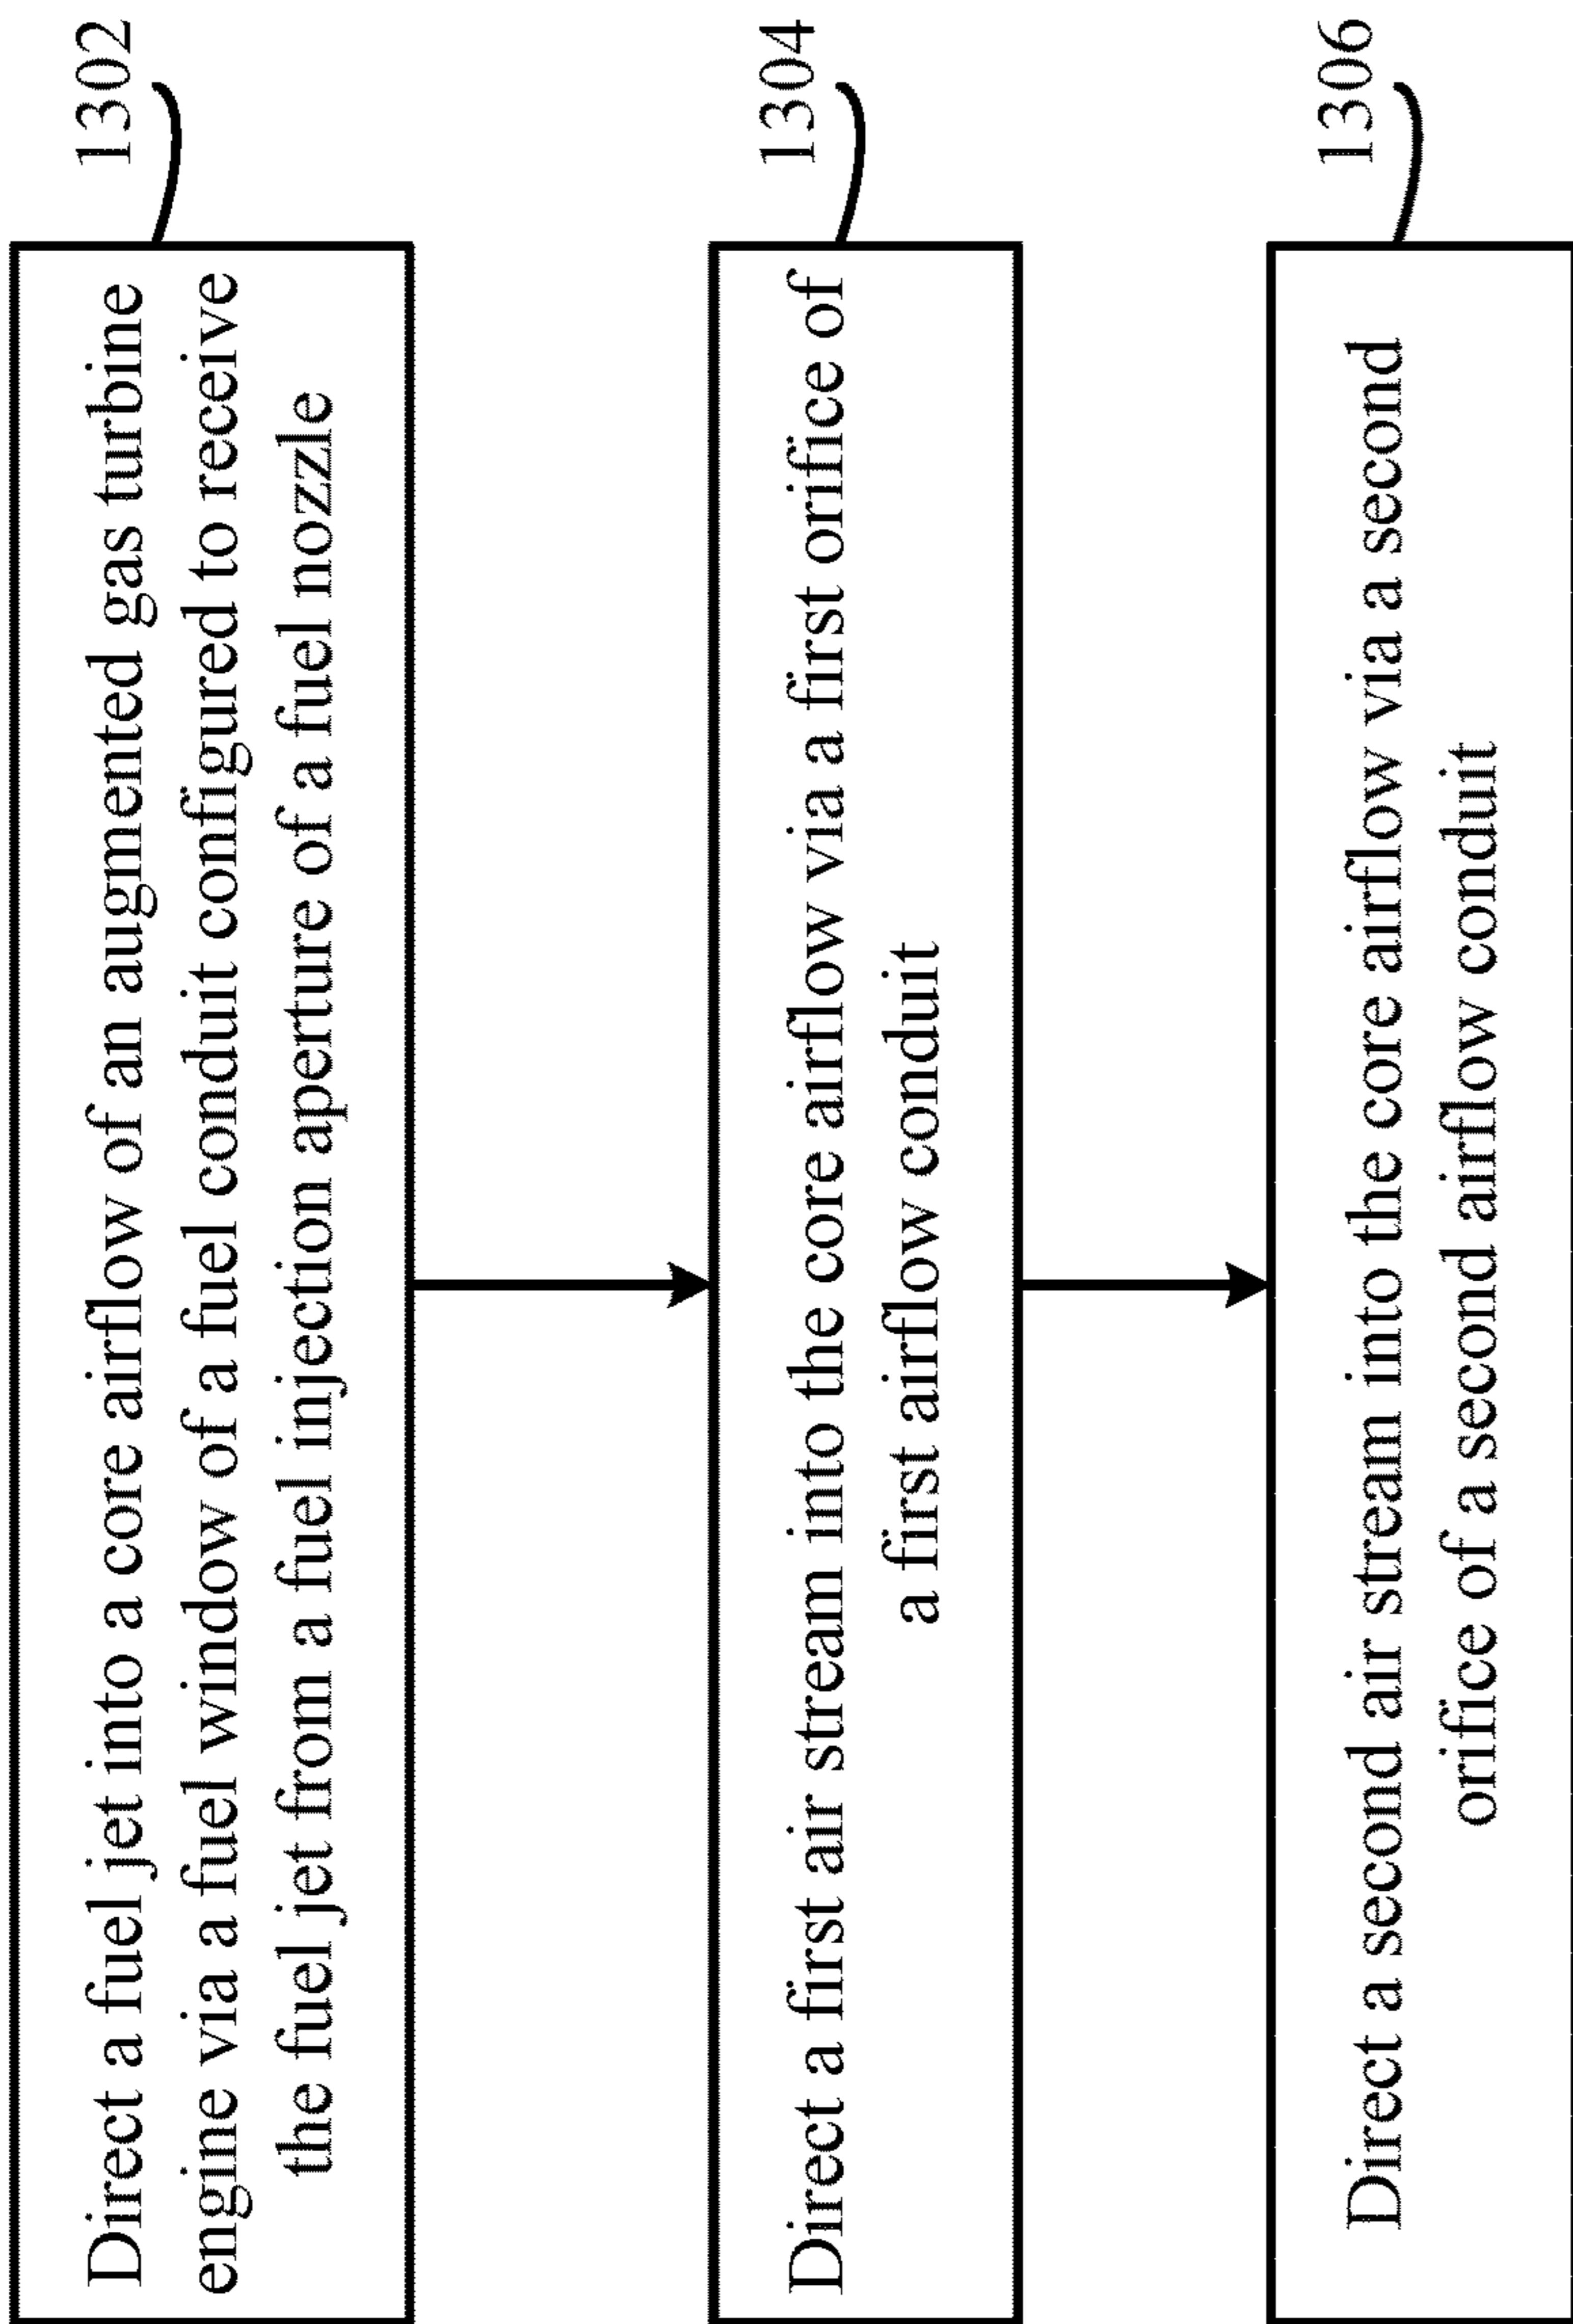 1302
Direct a fuel jet into a core airflow of an augmented gas turbine
engine via a fuel window of a fuel conduit configured to receive
the fuel jet from a fuel injection aperture of a fuel nozzle
1304
Direct a first air stream into the core airflow via a first orifice of
a first airflow conduit
1306
Direct a second air stream into the core airflow via a second
orifice of a second airflow conduit